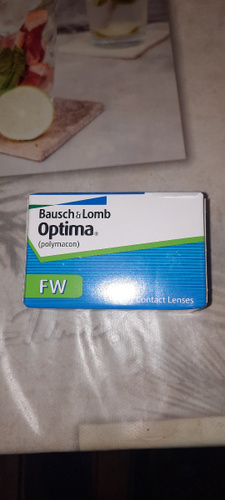 Bausch & Lomb
Optima®
(polymacon)
FW
Contact Lenses